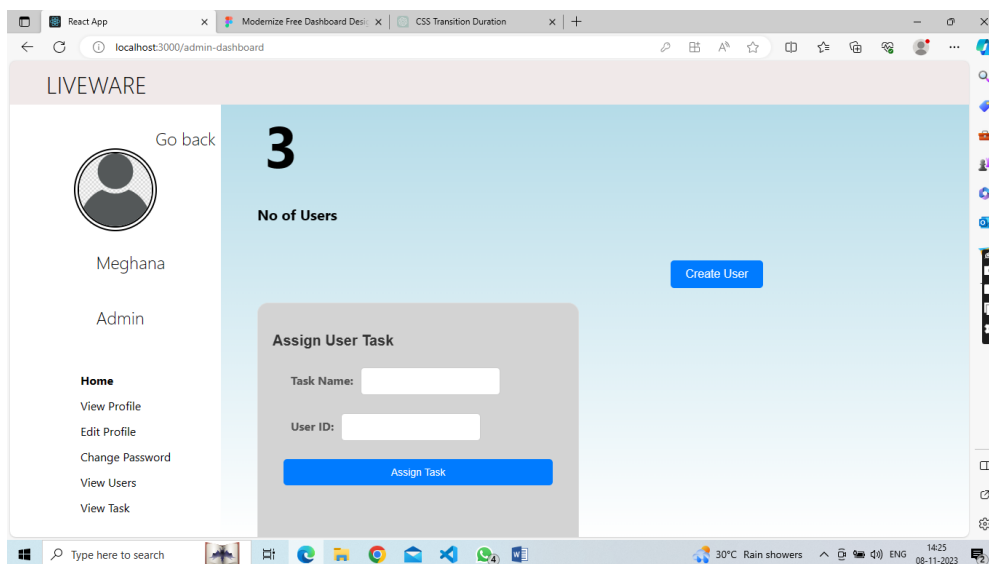 React App
Modernize Free Dashboard Desi
CSS Transition Duration
localhost:3000/admin-dashboard
LIVEWARE
Go back
3
No of Users
Meghana
Create User
Admin
Assign User Task
Home
Task Name:
View Profile
User ID:
Edit Profile
Change Password
Assign Task
View Users
View Task
Type here to search
4
30°C Rain showers
ENG
14:25
08-11-2023
2